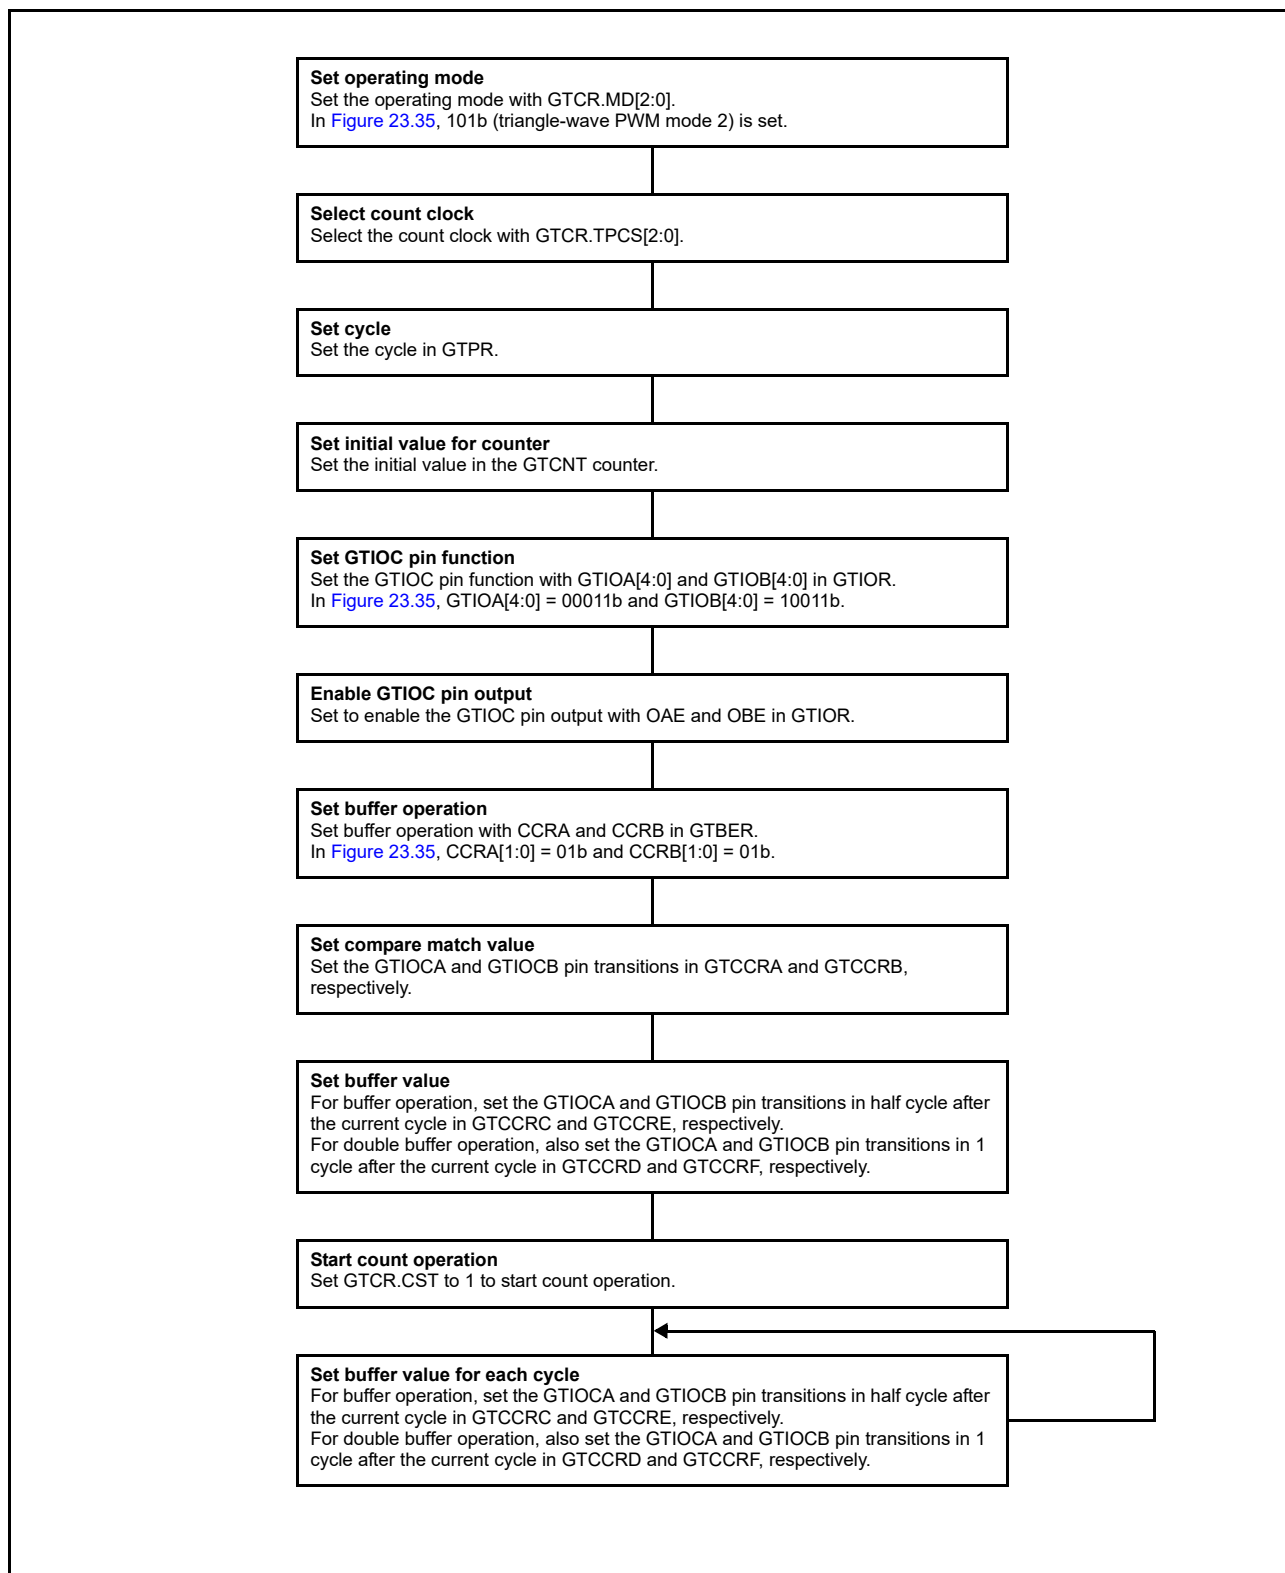 Set operating mode
Set the operating mode with GTCR.MD[2:0].
In Figure 23.35, 101b (triangle-wave PWM mode 2) is set.
Select count clock
Select the count clock with GTCR.TPCS[2:0].
Set cycle
Set the cycle in GTPR.
Set initial value for counter
Set the initial value in the GTCNT counter.
Set GTIOC pin function
Set the GTIOC pin function with GTIOA[4:0] and GTIOB[4:0] in GTIOR.
In Figure 23.35, GTIOA[4:0] = 00011b and GTIOB[4:0] = 10011b.
Enable GTIOC pin output
Set to enable the GTIOC pin output with OAE and OBE in GTIOR.
Set buffer operation
Set buffer operation with CCRA and CCRB in GTBER.
In Figure 23.35, CCRA[1:0] = 01b and CCRB[1:0] = 01b.
Set compare match value
Set the GTIOCA and GTIOCB pin transitions in GTCCRA and GTCCRB,
respectively.
Set buffer value
For buffer operation, set the GTIOCA and GTIOCB pin transitions in half cycle after
the current cycle in GTCCRC and GTCCRE, respectively.
For double buffer operation, also set the GTIOCA and GTIOCB pin transitions in 1
cycle after the current cycle in GTCCRD and GTCCRF, respectively.
Start count operation
Set GTCR.CST to 1 to start count operation.
Set buffer value for each cycle
For buffer operation, set the GTIOCA and GTIOCB pin transitions in half cycle after
the current cycle in GTCCRC and GTCCRE, respectively.
For double buffer operation, also set the GTIOCA and GTIOCB pin transitions in 1
cycle after the current cycle in GTCCRD and GTCCRF, respectively.